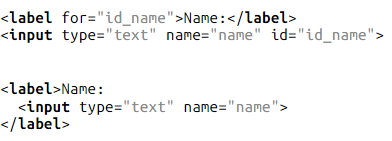 <label for="id_name">Name:</label>
<input type="text" name="name" id="id_name">
<label>Name:
<input type="text" name="name">
</label>